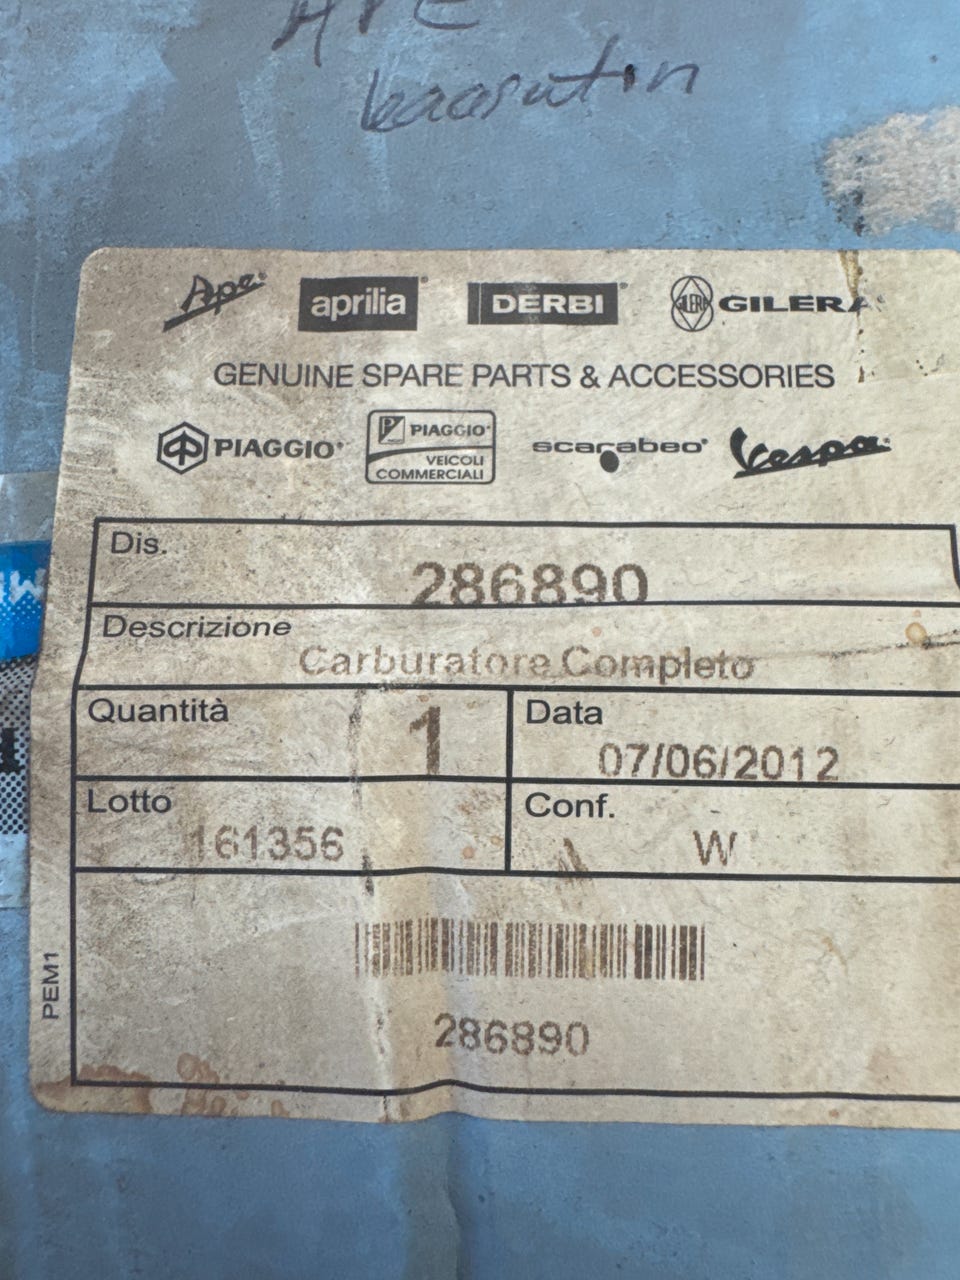 APE
Ape®
aprilia®
DERBI®
GILERA
GENUINE SPARE PARTS & ACCESSORIES
PIAGGIO®
PIAGGIO®
VEICOLI
COMMERCIALI
scarabeo®
Vespa®
Dis.
286890
Descrizione
Carburatore Completo
Quantità
1
Data
07/06/2012
Lotto
161356
Conf.
W
286890
PEM1